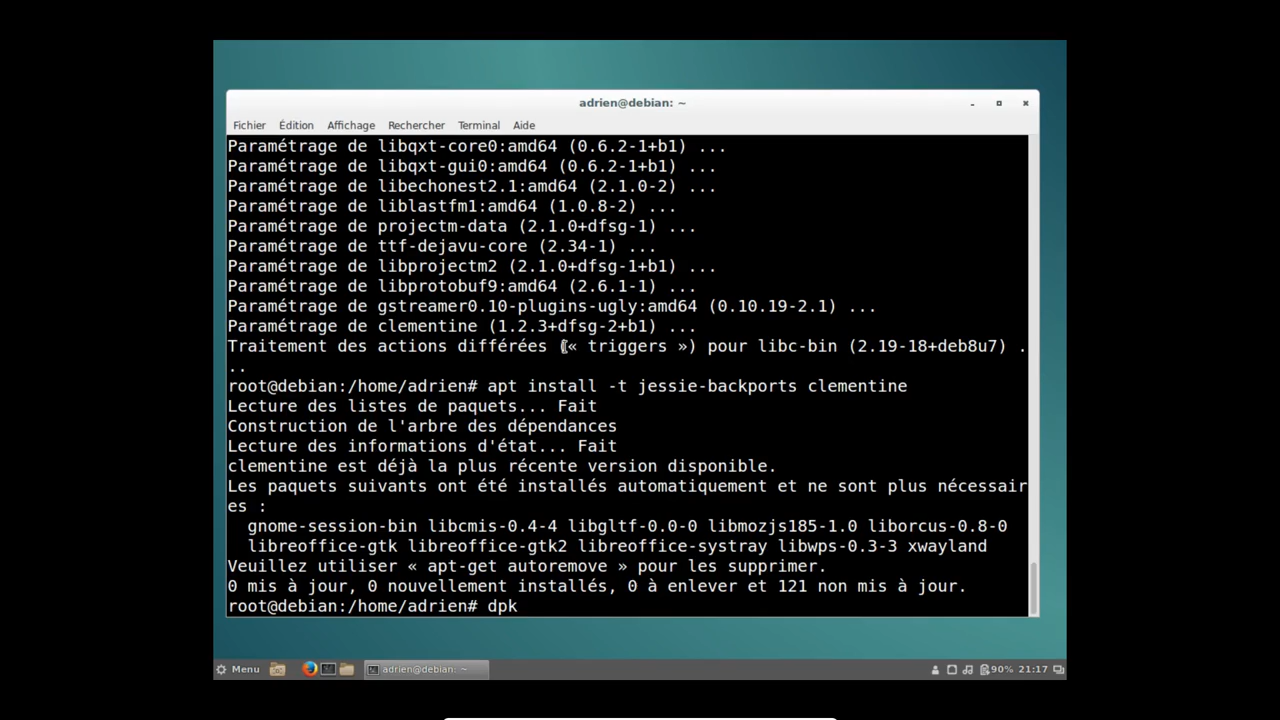 adrien@debian: ~
Fichier Édition Affichage Rechercher Terminal Aide
Paramétrage de libqxt-core0:amd64 (0.6.2-1+b1) ...
Paramétrage de libqxt-gui0:amd64 (0.6.2-1+b1) ...
Paramétrage de libechonest2.1:amd64 (2.1.0-2) ...
Paramétrage de liblastfm1:amd64 (1.0.8-2) ...
Paramétrage de projectm-data (2.1.0+dfsg-1) ...
Paramétrage de ttf-dejavu-core (2.34-1) ...
Paramétrage de libprojectm2 (2.1.0+dfsg-1+b1) ...
Paramétrage de libprotobuf9:amd64 (2.6.1-1) ...
Paramétrage de gstreamer0.10-plugins-ugly:amd64 (0.10.19-2.1) ...
Paramétrage de clementine (1.2.3+dfsg-2+b1) ...
Traitement des actions différées (« triggers ») pour libc-bin (2.19-18+deb8u7) .
..
root@debian:/home/adrien# apt install -t jessie-backports clementine
Lecture des listes de paquets... Fait
Construction de l'arbre des dépendances
Lecture des informations d'état... Fait
clementine est déjà la plus récente version disponible.
Les paquets suivants ont été installés automatiquement et ne sont plus nécessair
es :
  gnome-session-bin libcmis-0.4-4 libgltf-0.0-0 libmozjs185-1.0 liborcus-0.8-0
  libreoffice-gtk libreoffice-gtk2 libreoffice-systray libwps-0.3-3 xwayland
Veuillez utiliser « apt-get autoremove » pour les supprimer.
0 mis à jour, 0 nouvellement installés, 0 à enlever et 121 non mis à jour.
root@debian:/home/adrien# dpk
Menu adrien@debian: ~ 90% 21:17